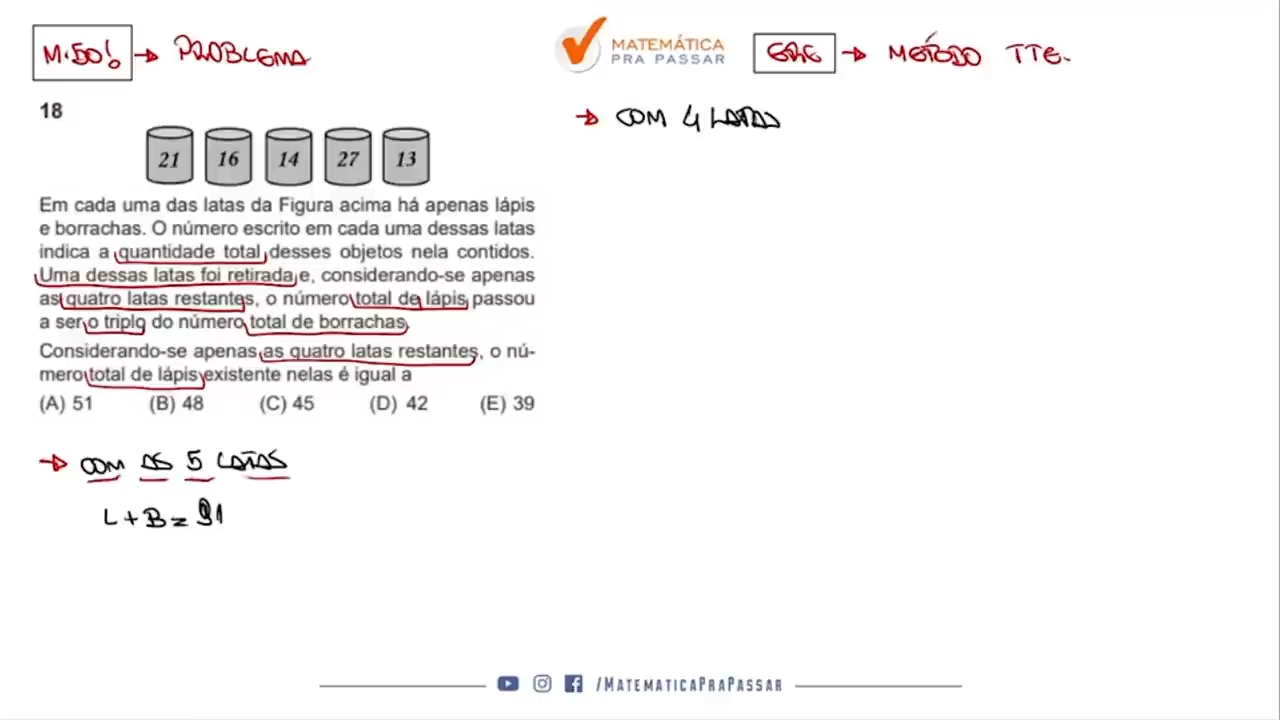 M.50! → PROBLEMA
MATEMÁTICA
PRA PASSAR
→ MÉTODO TTE.
18
21 16 14 27 13
Em cada uma das latas da Figura acima há apenas lápis
e borrachas. O número escrito em cada uma dessas latas
indica a quantidade total desses objetos nela contidos.
Uma dessas latas foi retirada e, considerando-se apenas
as quatro latas restantes, o número total de lápis passou
a ser o triplo do número total de borrachas.
Considerando-se apenas as quatro latas restantes, o nú-
mero total de lápis existente nelas é igual a
(A) 51 (B) 48 (C) 45 (D) 42 (E) 39
→ COM 4 LATAS
→ COM AS 5 LATAS
L + B = 91
/MATEMATICAPRAPASSAR